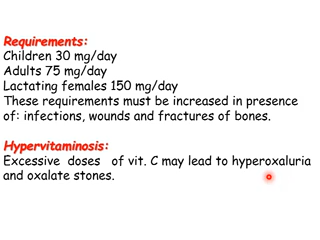 Requirements:
Children 30 mg/day
Adults 75 mg/day
Lactating females 150 mg/day
These requirements must be increased in presence
of: infections, wounds and fractures of bones.
Hypervitaminosis:
Excessive doses of vit. C may lead to hyperoxaluria
and oxalate stones.